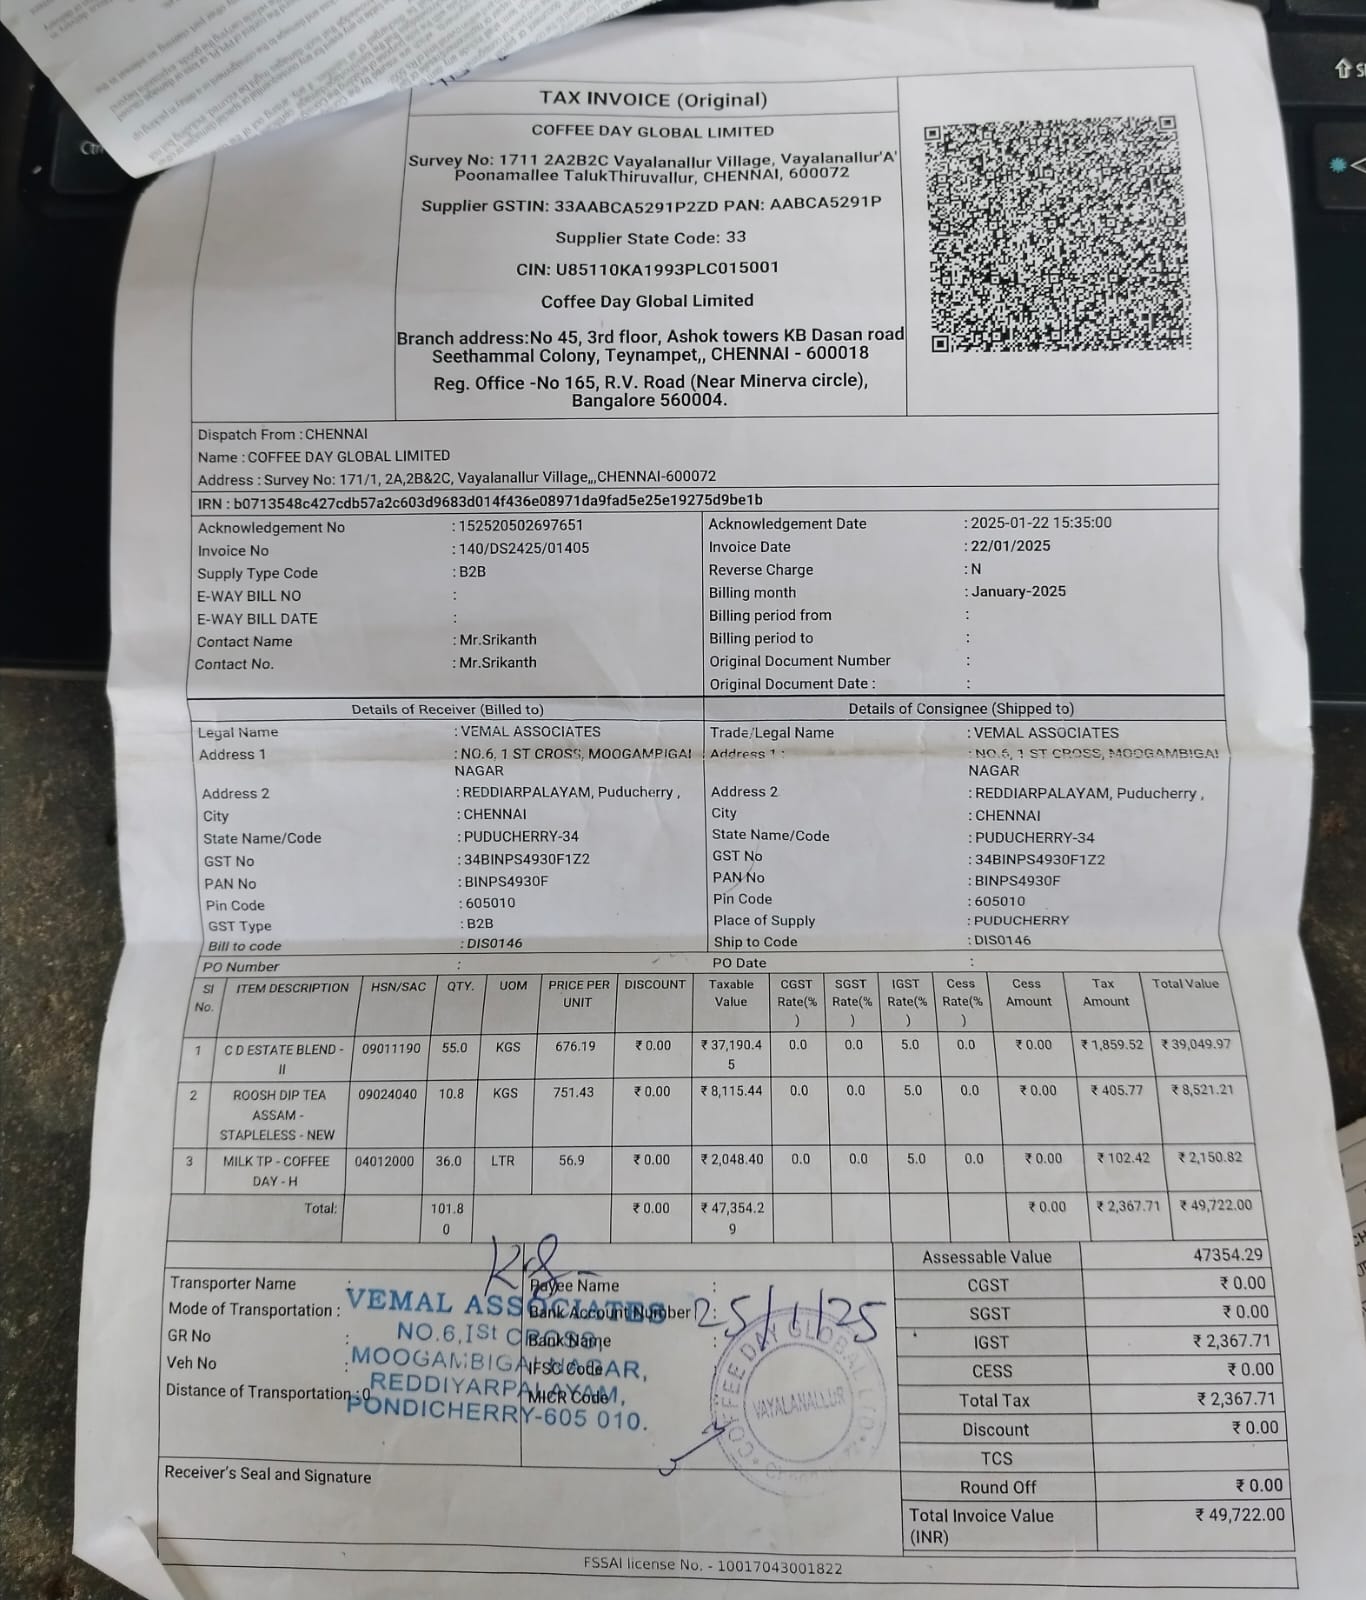 TAX INVOICE (Original)
COFFEE DAY GLOBAL LIMITED
Survey No: 1711 2A2B2C Vayalanallur Village, Vayalanallur'A'
Poonamallee TalukThiruvallur, CHENNAI, 600072
Supplier GSTIN: 33AABCA5291P2ZD PAN: AABCA5291P
Supplier State Code: 33
CIN: U85110KA1993PLC015001
Coffee Day Global Limited
Branch address:No 45, 3rd floor, Ashok towers KB Dasan road
Seethammal Colony, Teynampet,, CHENNAI - 600018
Reg. Office -No 165, R.V. Road (Near Minerva circle),
Bangalore 560004.
Dispatch From : CHENNAI
Name : COFFEE DAY GLOBAL LIMITED
Address : Survey No: 171/1, 2A,2B&2C, Vayalanallur Village,,,CHENNAI-600072
IRN : b0713548c427cdb57a2c603d9683d014f436e08971da9fad5e25e19275d9be1b
Acknowledgement No : 152520502697651 Acknowledgement Date : 2025-01-22 15:35:00
Invoice No : 140/DS2425/01405 Invoice Date : 22/01/2025
Supply Type Code : B2B Reverse Charge : N
E-WAY BILL NO : Billing month : January-2025
E-WAY BILL DATE : Billing period from :
Contact Name : Mr.Srikanth Billing period to :
Contact No. : Mr.Srikanth Original Document Number :
Original Document Date : :
Details of Receiver (Billed to) Details of Consignee (Shipped to)
Legal Name : VEMAL ASSOCIATES Trade/Legal Name : VEMAL ASSOCIATES
Address 1 : NO.6, 1 ST CROSS, MOOGAMBIGAI Address 1 : : NO.6, 1 ST CROSS, MOOGAMBIGAI
NAGAR NAGAR
Address 2 : REDDIARPALAYAM, Puducherry , Address 2 : REDDIARPALAYAM, Puducherry ,
City : CHENNAI City : CHENNAI
State Name/Code : PUDUCHERRY-34 State Name/Code : PUDUCHERRY-34
GST No : 34BINPS4930F1Z2 GST No : 34BINPS4930F1Z2
PAN No : BINPS4930F PAN No : BINPS4930F
Pin Code : 605010 Pin Code : 605010
GST Type : B2B Place of Supply : PUDUCHERRY
Bill to code : DIS0146 Ship to Code : DIS0146
PO Number : PO Date :
SI No. ITEM DESCRIPTION HSN/SAC QTY. UOM PRICE PER UNIT DISCOUNT Taxable Value CGST Rate(%) SGST Rate(%) IGST Rate(%) Cess Rate(%) Cess Amount Tax Amount Total Value
1 C D ESTATE BLEND - II 09011190 55.0 KGS 676.19 ₹ 0.00 ₹ 37,190.45 0.0 0.0 5.0 0.0 ₹ 0.00 ₹ 1,859.52 ₹ 39,049.97
2 ROOSH DIP TEA ASSAM - STAPLELESS - NEW 09024040 10.8 KGS 751.43 ₹ 0.00 ₹ 8,115.44 0.0 0.0 5.0 0.0 ₹ 0.00 ₹ 405.77 ₹ 8,521.21
3 MILK TP - COFFEE DAY - H 04012000 36.0 LTR 56.9 ₹ 0.00 ₹ 2,048.40 0.0 0.0 5.0 0.0 ₹ 0.00 ₹ 102.42 ₹ 2,150.82
Total: 101.80 ₹ 0.00 ₹ 47,354.29 ₹ 0.00 ₹ 2,367.71 ₹ 49,722.00
Transporter Name :
Mode of Transportation :
GR No :
Veh No :
Distance of Transportation : 0
Payee Name :
Bank Account Number :
Bank Name :
IFSC Code
MICR Code
VEMAL ASSOCIATES
NO.6,ISt CROSS,
MOOGAMBIGAI NAGAR,
REDDIYARPALAYAM,
PONDICHERRY-605 010.
25/1/25
COFFEE DAY GLOBAL LTD
VAYALANALLUR
Assessable Value 47354.29
CGST ₹ 0.00
SGST ₹ 0.00
IGST ₹ 2,367.71
CESS ₹ 0.00
Total Tax ₹ 2,367.71
Discount ₹ 0.00
TCS
Round Off ₹ 0.00
Total Invoice Value (INR) ₹ 49,722.00
Receiver's Seal and Signature
FSSAI license No. - 10017043001822